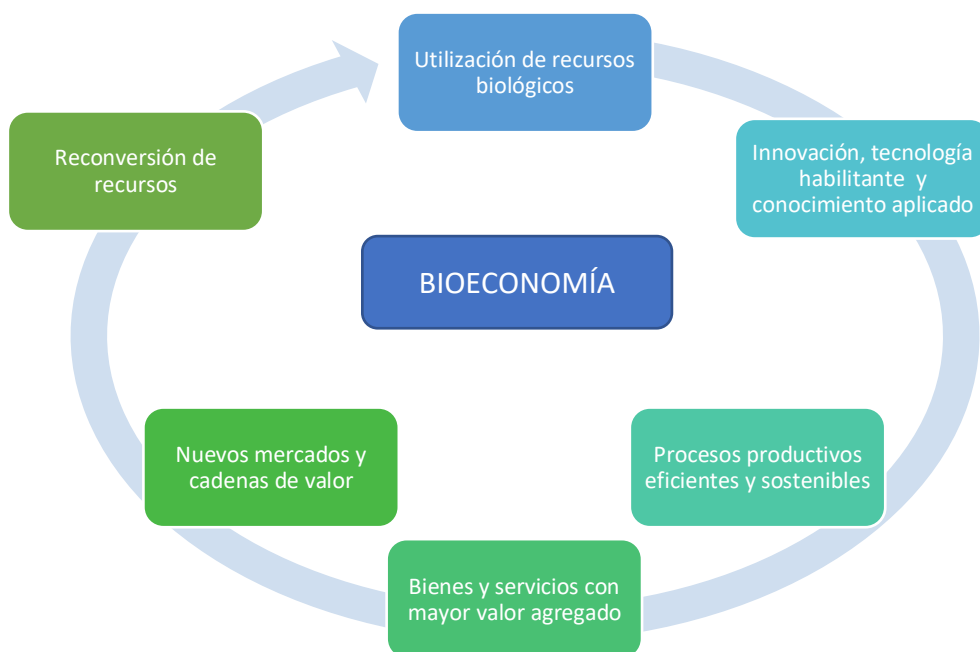 Utilización de recursos
biológicos
Innovación, tecnología
habilitante y
conocimiento aplicado
Procesos productivos
eficientes y sostenibles
Bienes y servicios con
mayor valor agregado
Nuevos mercados y
cadenas de valor
Reconversión de
recursos
BIOECONOMÍA